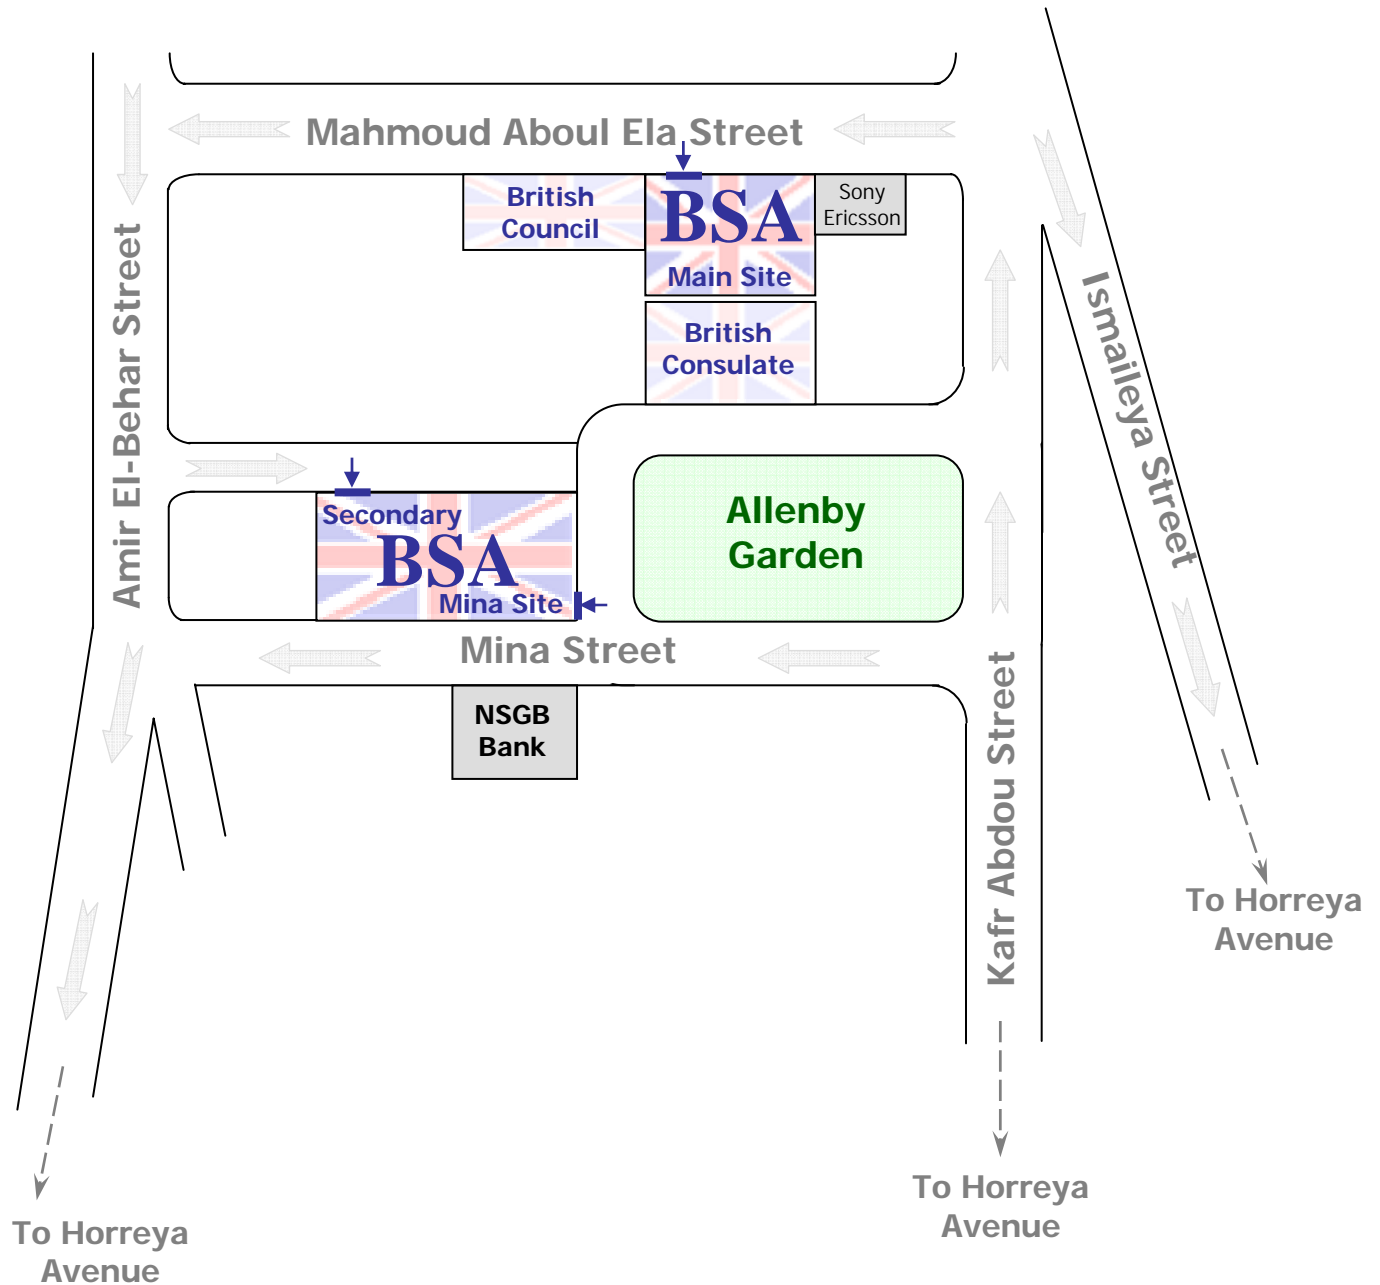 Mahmoud Aboul Ela Street
British
Council
BSA
Main Site
Sony
Ericsson
British
Consulate
Amir El-Behar Street
Ismaileya Street
Secondary
BSA
Mina Site
Allenby
Garden
Mina Street
NSGB
Bank
Kafr Abdou Street
To Horreya
Avenue
To Horreya
Avenue
To Horreya
Avenue